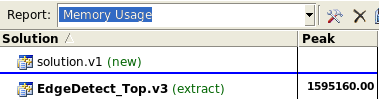 Report: Memory Usage
Solution / Peak
solution.v1 (new)
EdgeDetect_Top.v3 (extract) 1595160.00